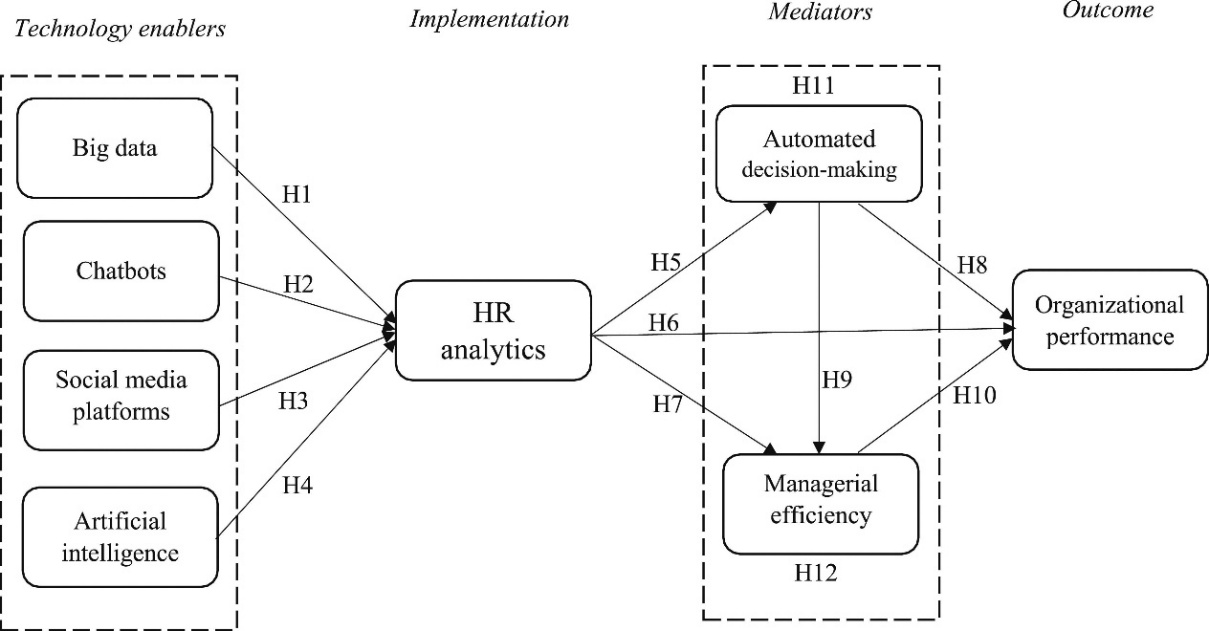 Technology enablers
Implementation
Mediators
Outcome
Big data
Chatbots
Social media
platforms
Artificial
intelligence
H1
H2
H3
H4
HR
analytics
H5
H6
H7
H11
Automated
decision-making
H9
Managerial
efficiency
H12
H8
H10
Organizational
performance